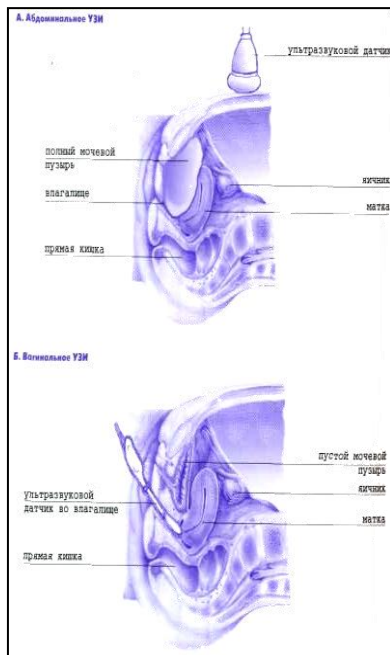 А. Абдоминальное УЗИ
ультразвуковой датчик
полный мочевой
пузырь
яичник
влагалище
матка
прямая кишка
Б. Вагинальное УЗИ
пустой мочевой
пузырь
яичник
ультразвуковой
датчик во влагалище
матка
прямая кишка